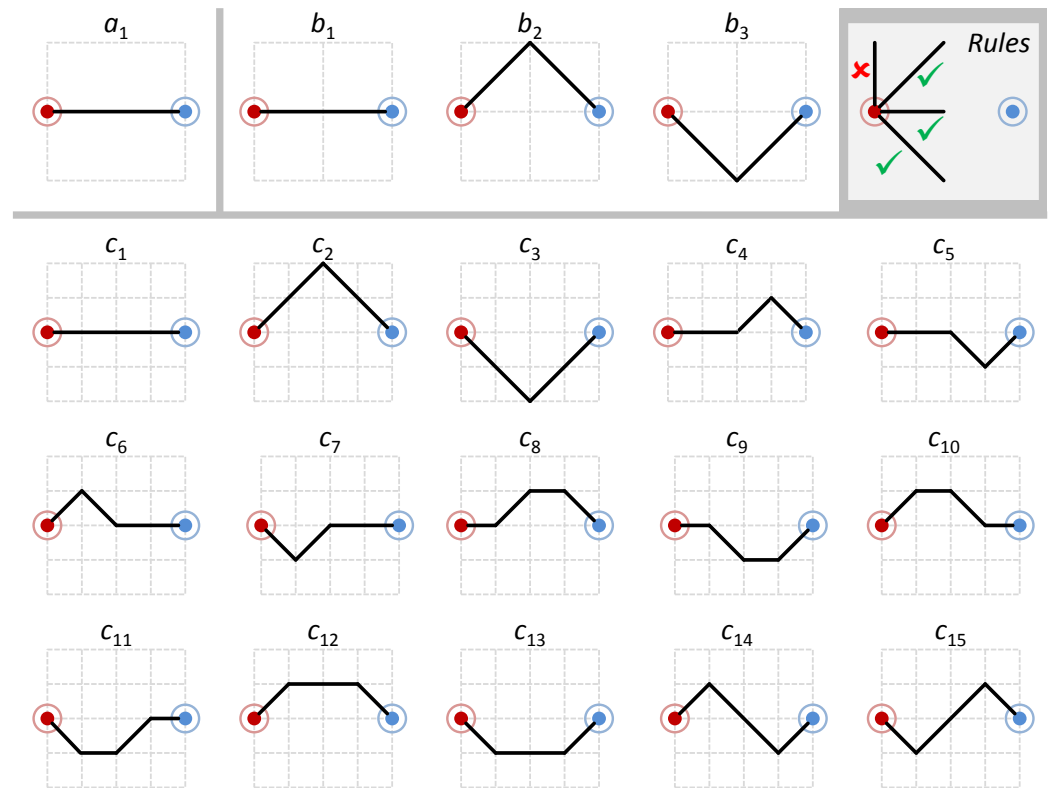 a₁
b₁
b₂
b₃
Rules
c₁
c₂
c₃
c₄
c₅
c₆
c₇
c₈
c₉
c₁₀
c₁₁
c₁₂
c₁₃
c₁₄
c₁₅